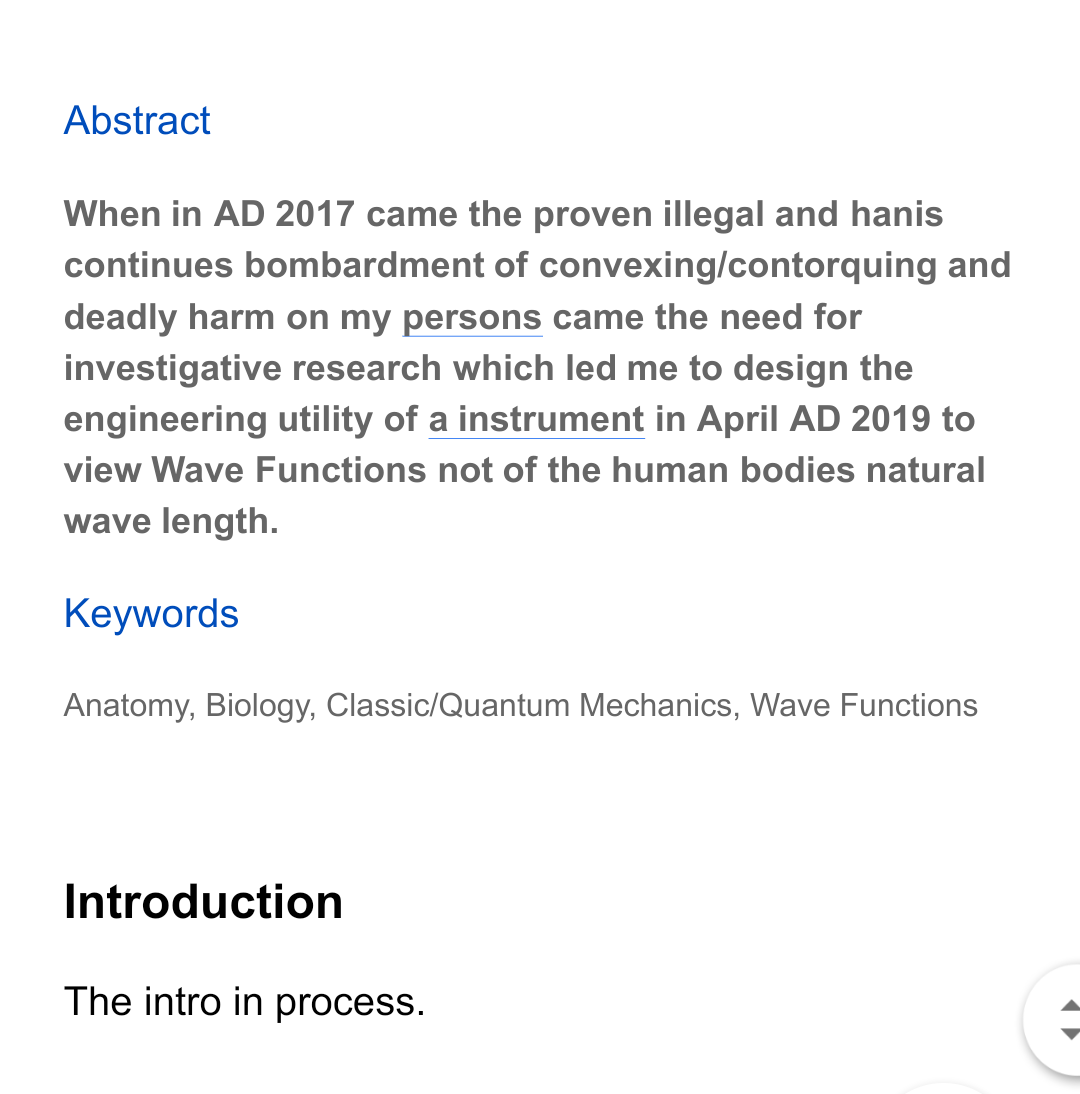 Abstract
When in AD 2017 came the proven illegal and hanis
continues bombardment of convexing/contorquing and
deadly harm on my persons came the need for
investigative research which led me to design the
engineering utility of a instrument in April AD 2019 to
view Wave Functions not of the human bodies natural
wave length.
Keywords
Anatomy, Biology, Classic/Quantum Mechanics, Wave Functions
Introduction
The intro in process.